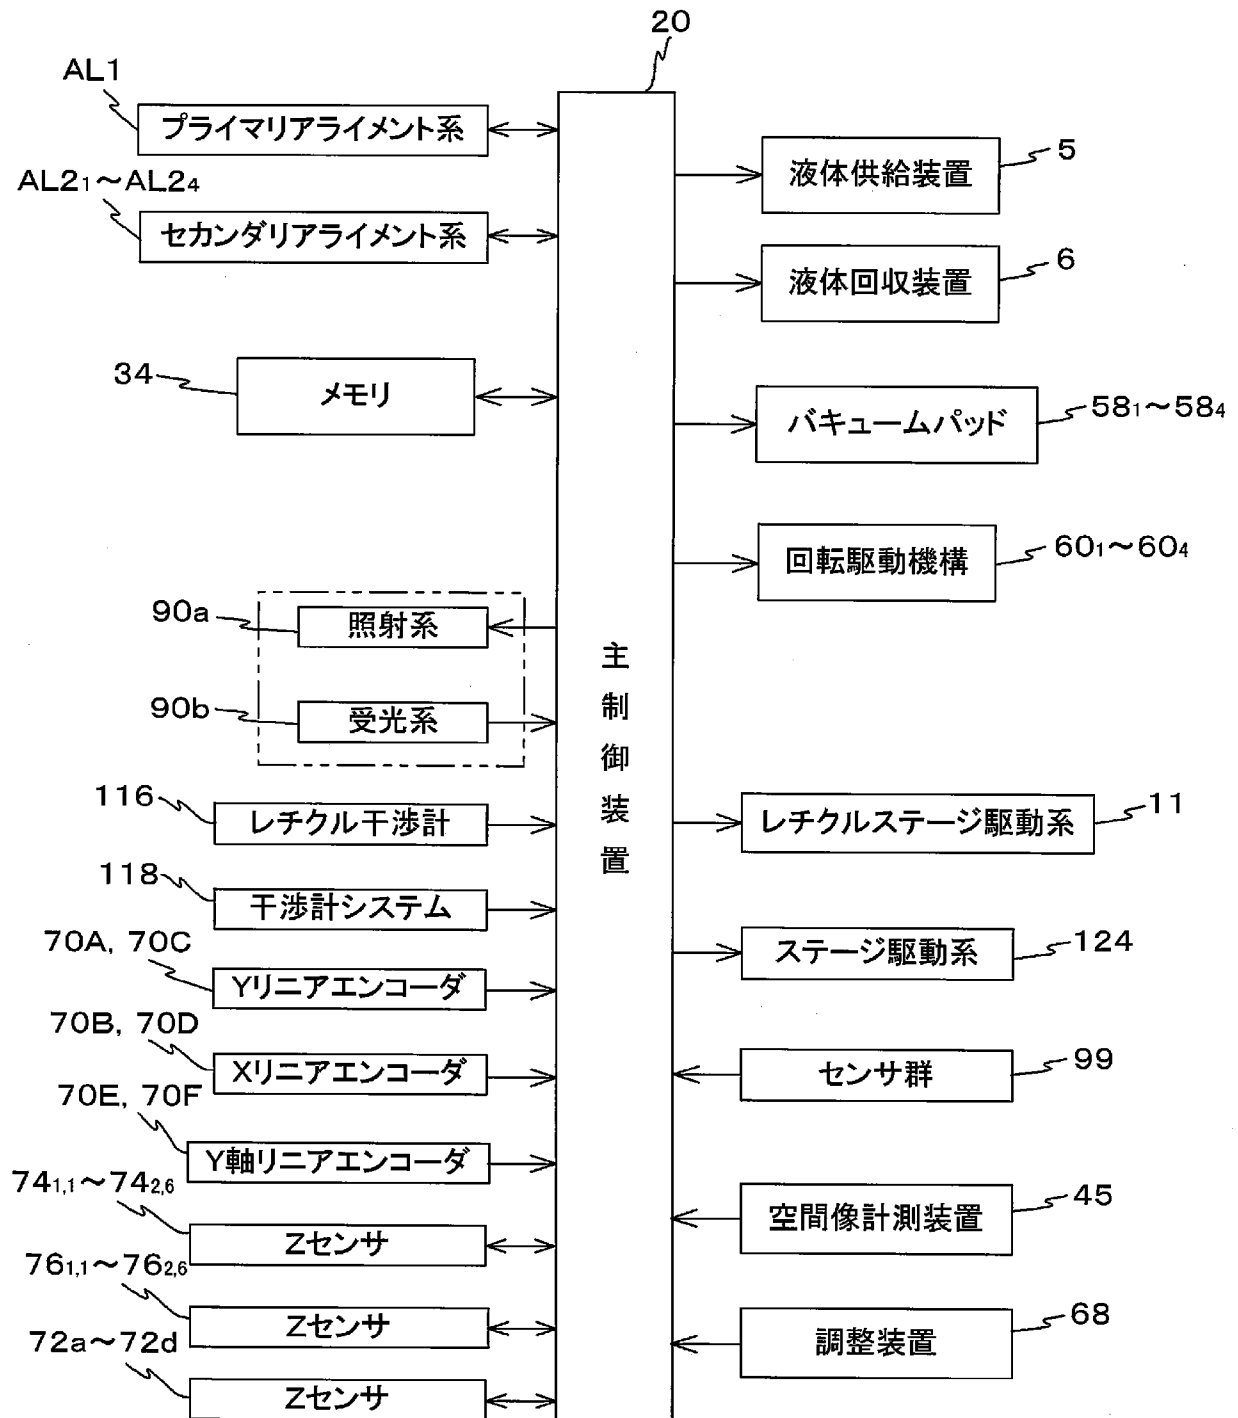 20
AL1
プライマリアライメント系
AL21～AL24
セカンダリアライメント系
34
メモリ
90a
照射系
90b
受光系
116
レチクル干渉計
118
干渉計システム
70A, 70C
Yリニアエンコーダ
70B, 70D
Xリニアエンコーダ
70E, 70F
Y軸リニアエンコーダ
741,1～742,6
Zセンサ
761,1～762,6
Zセンサ
72a～72d
Zセンサ
主制御装置
液体供給装置
5
液体回収装置
6
バキュームパッド
581～584
回転駆動機構
601～604
レチクルステージ駆動系
11
ステージ駆動系
124
センサ群
99
空間像計測装置
45
調整装置
68